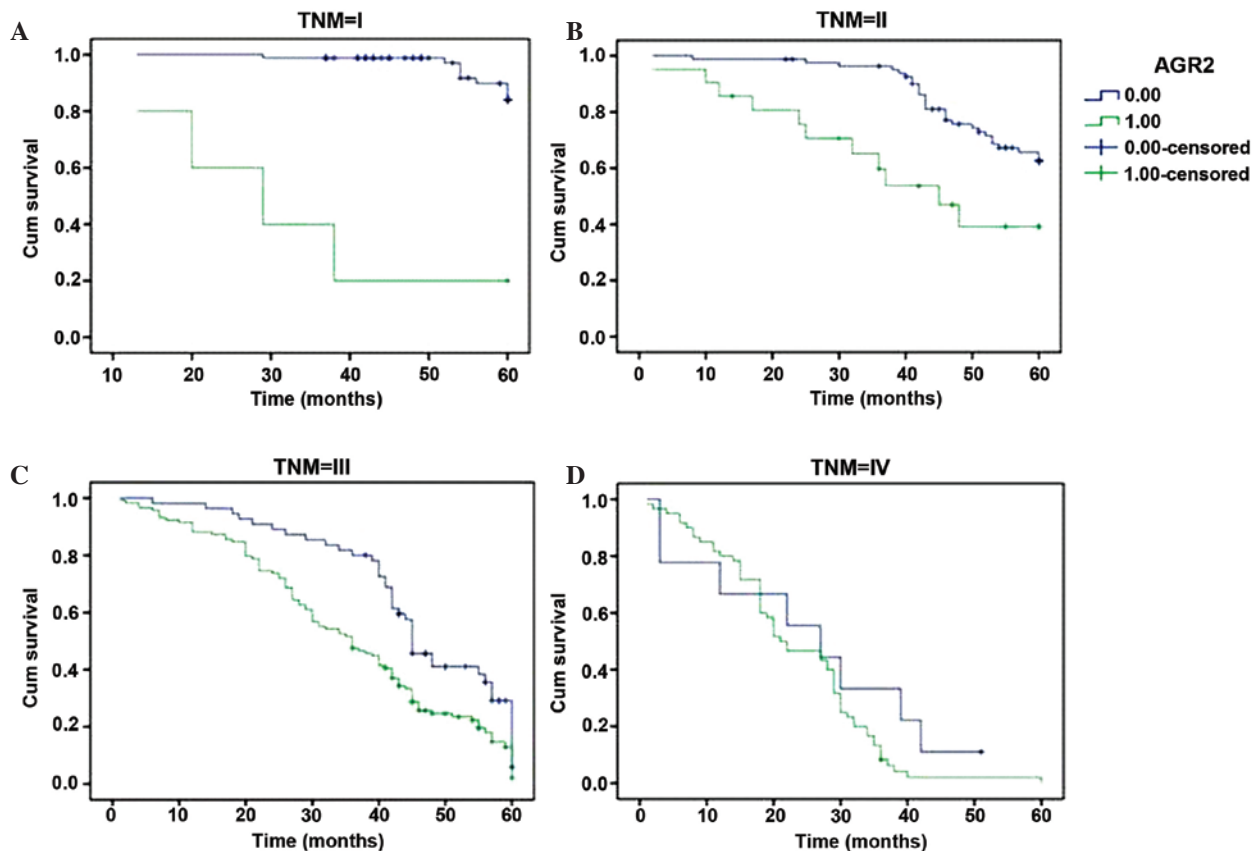 A
TNM=I
Cum survival
1.0
0.8
0.6
0.4
0.2
0.0
10 20 30 40 50 60
Time (months)
B
TNM=II
Cum survival
1.0
0.8
0.6
0.4
0.2
0.0
0 10 20 30 40 50 60
Time (months)
AGR2
0.00
1.00
0.00-censored
1.00-censored
C
TNM=III
Cum survival
1.0
0.8
0.6
0.4
0.2
0.0
0 10 20 30 40 50 60
Time (months)
D
TNM=IV
Cum survival
1.0
0.8
0.6
0.4
0.2
0.0
0 10 20 30 40 50 60
Time (months)